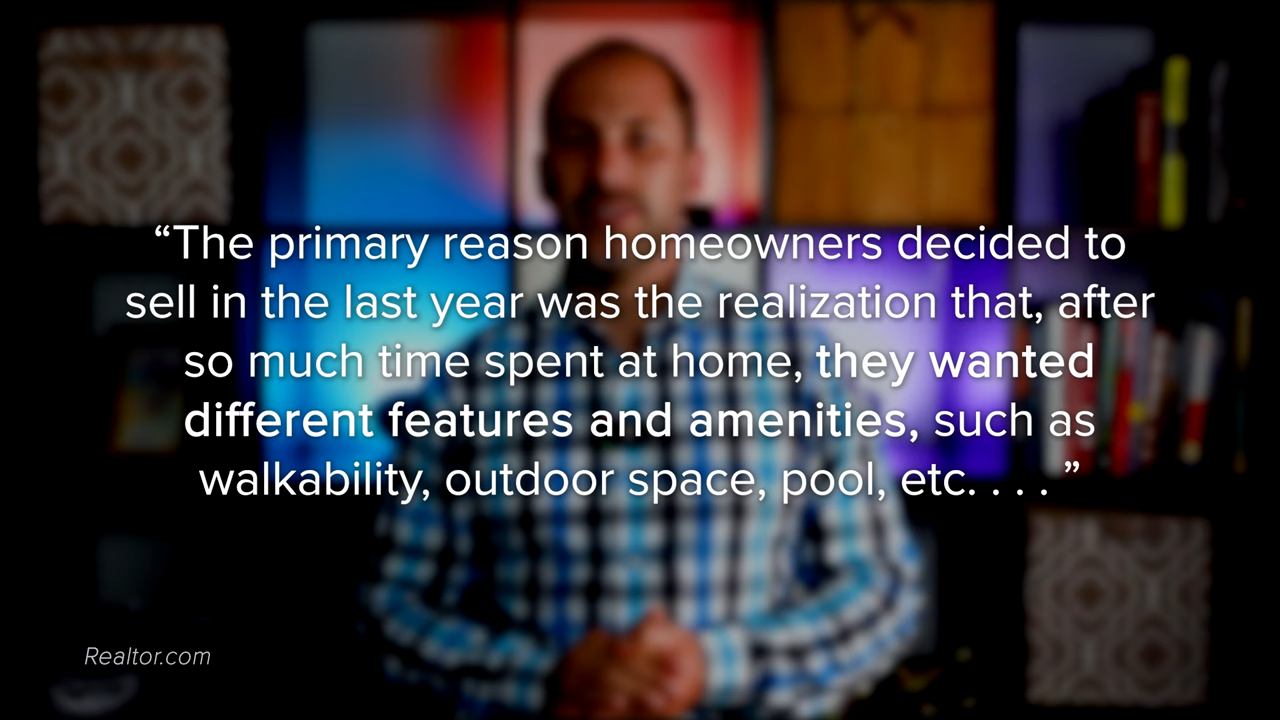 “The primary reason homeowners decided to
sell in the last year was the realization that, after
so much time spent at home, they wanted
different features and amenities, such as
walkability, outdoor space, pool, etc. . . . ”
Realtor.com